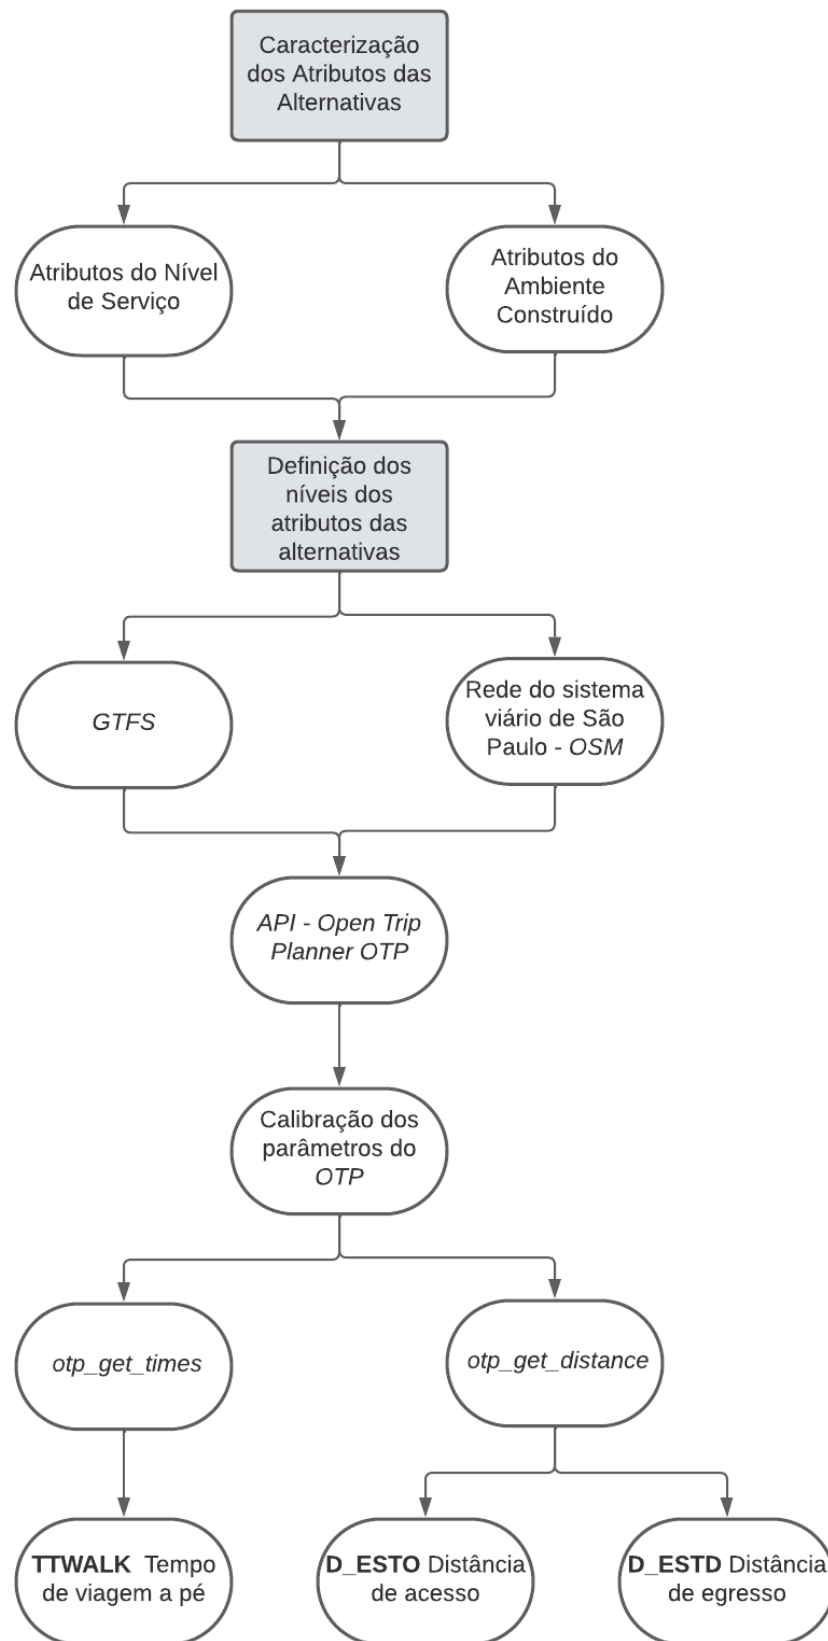 Caracterização
dos Atributos das
Alternativas
Atributos do Nível
de Serviço
Atributos do
Ambiente
Construído
Definição dos
níveis dos
atributos das
alternativas
GTFS
Rede do sistema
viário de São
Paulo - OSM
API - Open Trip
Planner OTP
Calibração dos
parâmetros do
OTP
otp_get_times
otp_get_distance
TTWALK Tempo
de viagem a pé
D_ESTO Distância
de acesso
D_ESTD Distância
de egresso